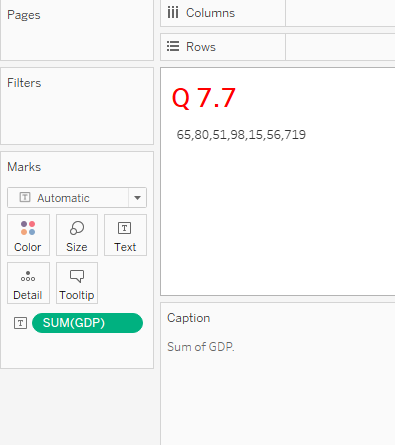 Pages
Columns
Rows
Filters
Q 7.7
65,80,51,98,15,56,719
Marks
T Automatic
Color Size T Text
Detail Tooltip
T SUM(GDP)
Caption
Sum of GDP.